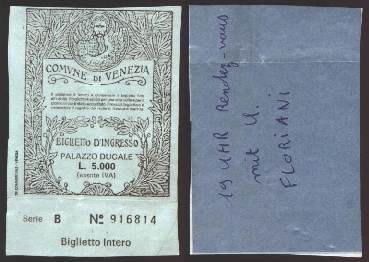 COMVNE DI VENEZIA
BIGLIETTO D'INGRESSO
PALAZZO DUCALE
L. 5.000
(esente IVA)
Serie B Nº 916814
Biglietto Intero
19 UHR Rendez-vous
mit U.
FLORIANI